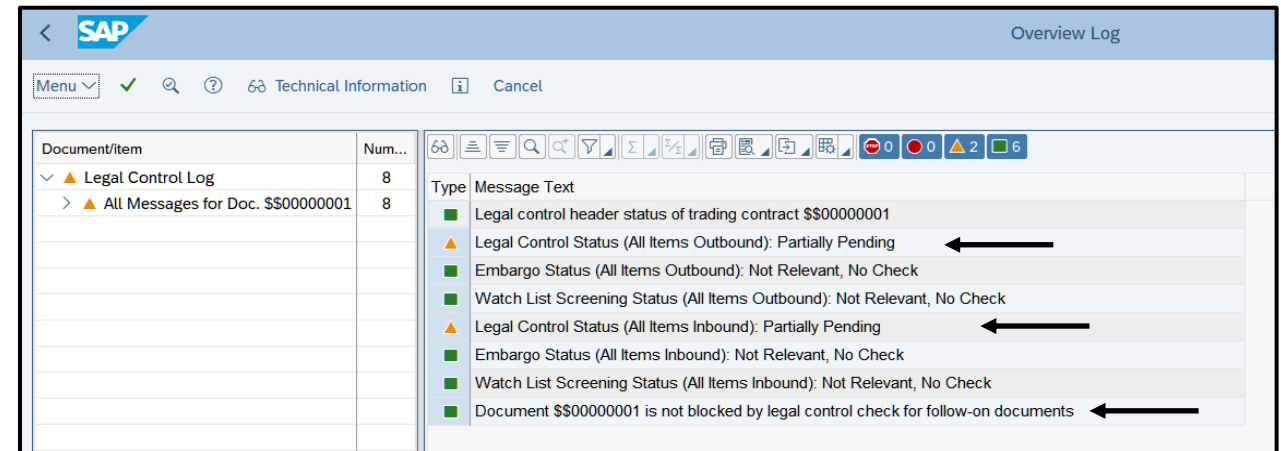 SAP
Overview Log
Menu Technical Information Cancel
Document/item Num...
Legal Control Log 8
All Messages for Doc. $$00000001 8
STOP 0 0 2 6
Type Message Text
Legal control header status of trading contract $$00000001
Legal Control Status (All Items Outbound): Partially Pending
Embargo Status (All Items Outbound): Not Relevant, No Check
Watch List Screening Status (All Items Outbound): Not Relevant, No Check
Legal Control Status (All Items Inbound): Partially Pending
Embargo Status (All Items Inbound): Not Relevant, No Check
Watch List Screening Status (All Items Inbound): Not Relevant, No Check
Document $$00000001 is not blocked by legal control check for follow-on documents